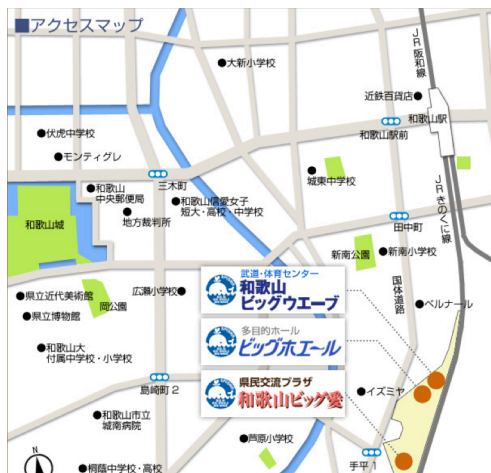 ■アクセスマップ
JR阪和線
大新小学校
近鉄百貨店
和歌山駅
和歌山駅前
伏虎中学校
モンティグレ
三木町
城東中学校
和歌山
中央郵便局
和歌山信愛女子
短大・高校・中学校
地方裁判所
和歌山城
田中町
JRきのくに線
新南公園
新南小学校
国体道路
武道・体育センター
和歌山
ビッグウエーブ
広瀬小学校
県立近代美術館
岡公園
県立博物館
ベルナール
多目的ホール
ビッグホエール
和歌山大
付属中学校・小学校
島崎町2
県民交流プラザ
和歌山ビッグ愛
イズミヤ
和歌山市立
城南病院
芦原小学校
手平1
桐蔭中学校・高校
N